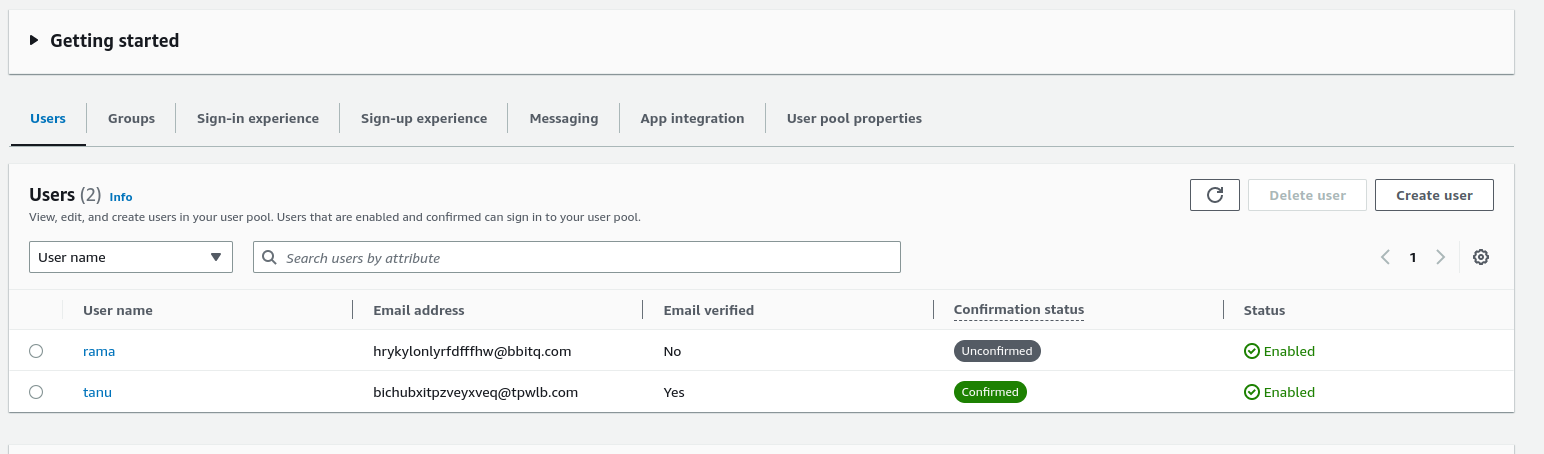 Getting started
Users Groups Sign-in experience Sign-up experience Messaging App integration User pool properties
Users (2) Info
Delete user Create user
View, edit, and create users in your user pool. Users that are enabled and confirmed can sign in to your user pool.
User name Search users by attribute 1
User name Email address Email verified Confirmation status Status
rama hrykylonlyrfdfffhw@bbitq.com No Unconfirmed Enabled
tanu bichubxitpzveyxveq@tpwlb.com Yes Confirmed Enabled